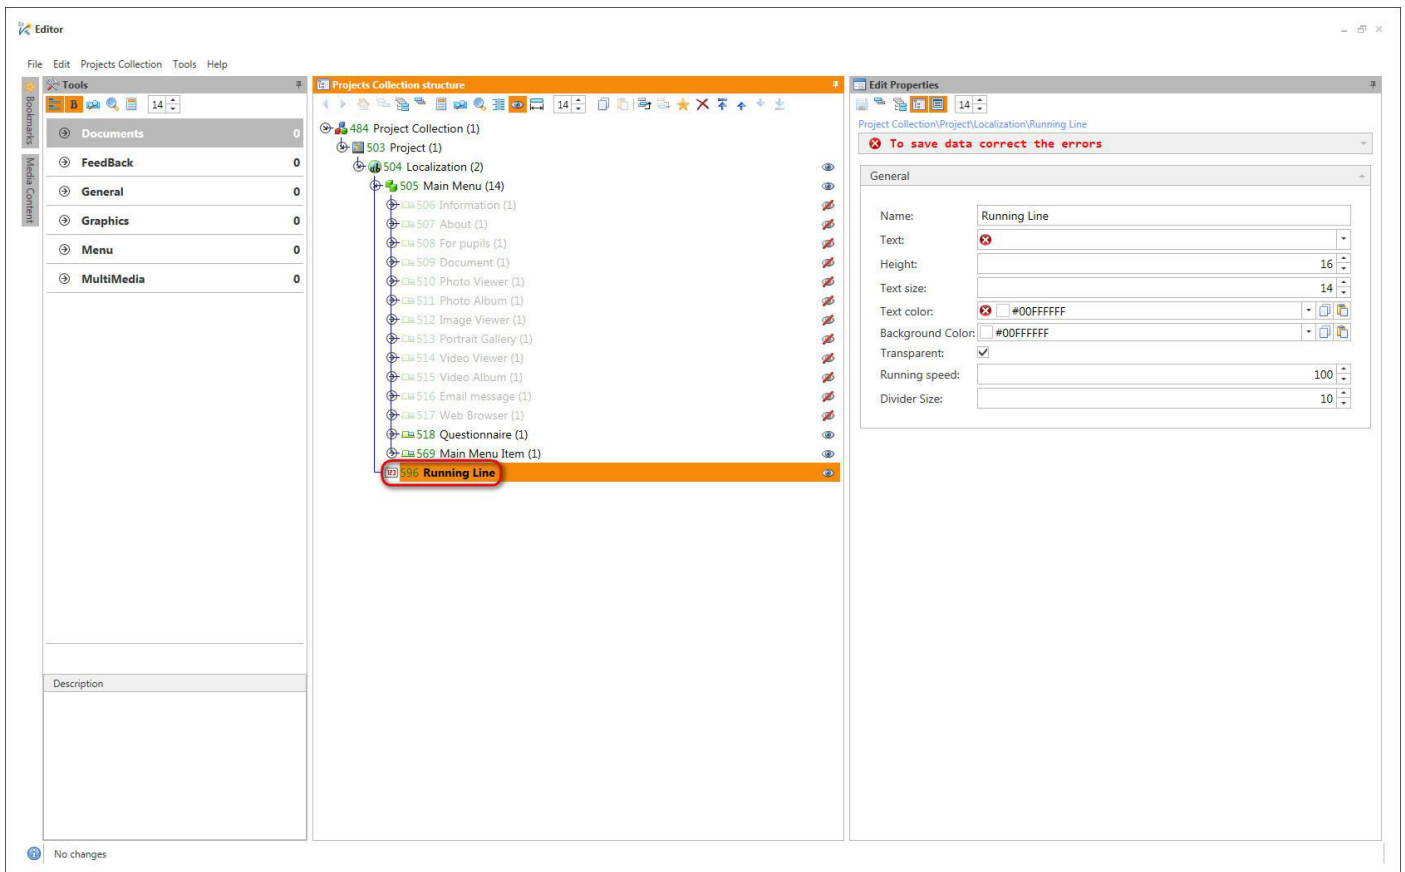 Editor
File Edit Projects Collection Tools Help
Bookmarks
Media Content
Tools
B 14
Documents 0
FeedBack 0
General 0
Graphics 0
Menu 0
MultiMedia 0
Description
Projects Collection structure
14
484 Project Collection (1)
503 Project (1)
504 Localization (2)
505 Main Menu (14)
506 Information (1)
507 About (1)
508 For pupils (1)
509 Document (1)
510 Photo Viewer (1)
511 Photo Album (1)
512 Image Viewer (1)
513 Portrait Gallery (1)
514 Video Viewer (1)
515 Video Album (1)
516 Email message (1)
517 Web Browser (1)
518 Questionnaire (1)
569 Main Menu Item (1)
123 596 Running Line
Edit Properties
14
Project Collection\Project\Localization\Running Line
To save data correct the errors
General
Name: Running Line
Text:
Height: 16
Text size: 14
Text color: #00FFFFFF
Background Color: #00FFFFFF
Transparent:
Running speed: 100
Divider Size: 10
No changes